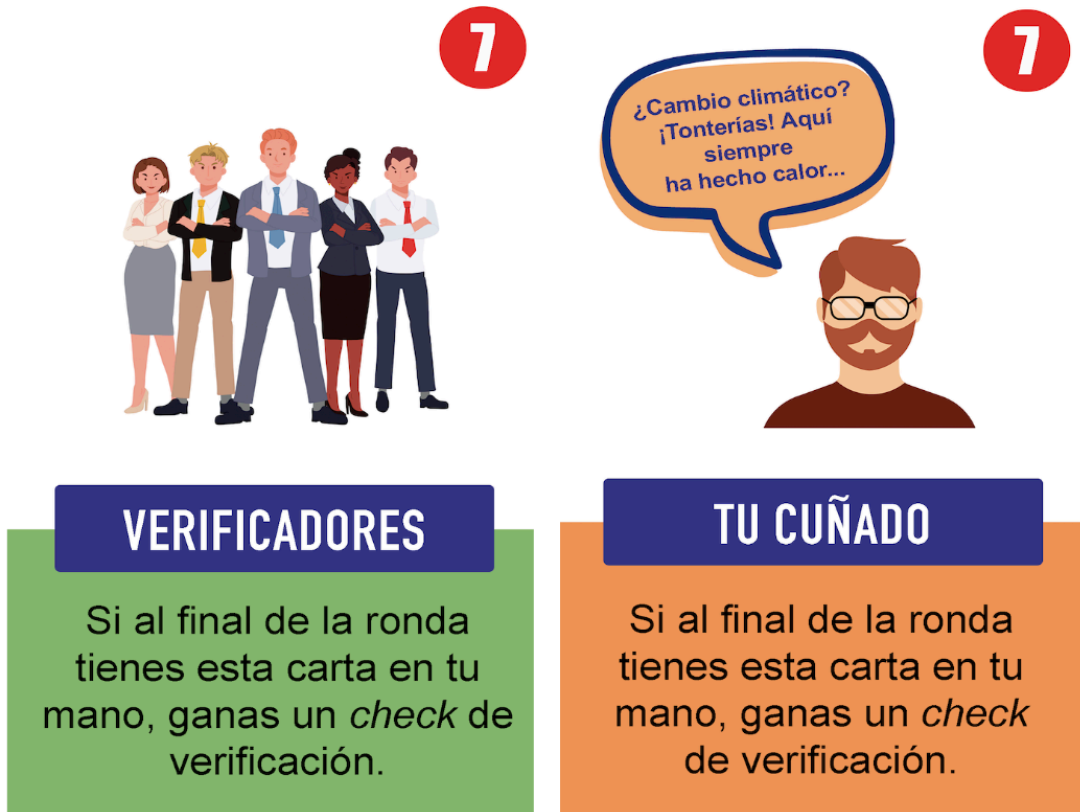 7
VERIFICADORES
Si al final de la ronda
tienes esta carta en tu
mano, ganas un check de
verificación.
7
¿Cambio climático?
¡Tonterías! Aquí
siempre
ha hecho calor...
TU CUÑADO
Si al final de la ronda
tienes esta carta en tu
mano, ganas un check
de verificación.